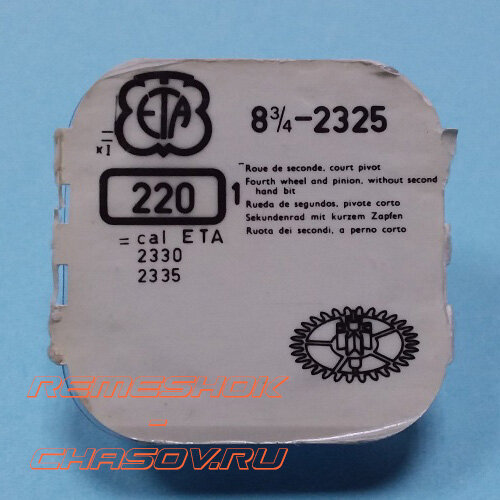 ETA
8¾-2325
KI
220 1
= cal ETA
2330
2335
Roue de seconde, court pivot
Fourth wheel and pinion, without second
hand bit
Rueda de segundos, pivote corto
Sekundenrad mit kurzem Zapfen
Ruota dei secondi, a perno corto
REMESHOK
-
CHASOV.RU